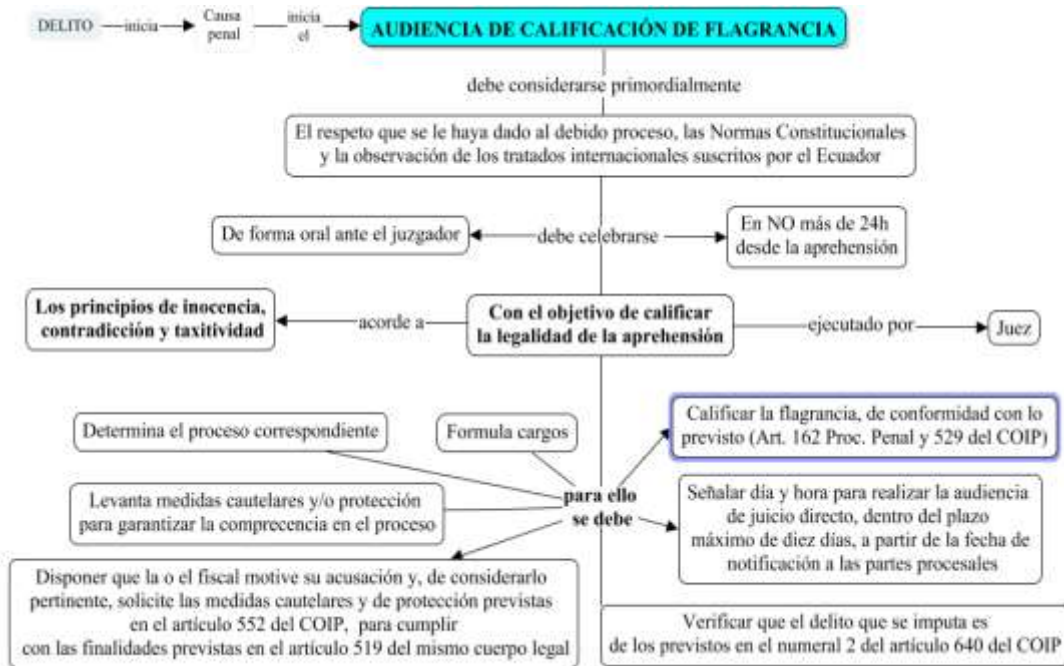 DELITO
inicia
Causa
penal
inicia
el
AUDIENCIA DE CALIFICACIÓN DE FLAGRANCIA
debe considerarse primordialmente
El respeto que se le haya dado al debido proceso, las Normas Constitucionales
y la observación de los tratados internacionales suscritos por el Ecuador
De forma oral ante el juzgador
debe celebrarse
En NO más de 24h
desde la aprehensión
Los principios de inocencia,
contradicción y taxitividad
acorde a
Con el objetivo de calificar
la legalidad de la aprehensión
ejecutado por
Juez
Determina el proceso correspondiente
Formula cargos
Calificar la flagrancia, de conformidad con lo
previsto (Art. 162 Proc. Penal y 529 del COIP)
Levanta medidas cautelares y/o protección
para garantizar la comprecencia en el proceso
para ello
se debe
Señalar día y hora para realizar la audiencia
de juicio directo, dentro del plazo
máximo de diez días, a partir de la fecha de
notificación a las partes procesales
Disponer que la o el fiscal motive su acusación y, de considerarlo
pertinente, solicite las medidas cautelares y de protección previstas
en el artículo 552 del COIP, para cumplir
con las finalidades previstas en el artículo 519 del mismo cuerpo legal
Verificar que el delito que se imputa es
de los previstos en el numeral 2 del artículo 640 del COIP